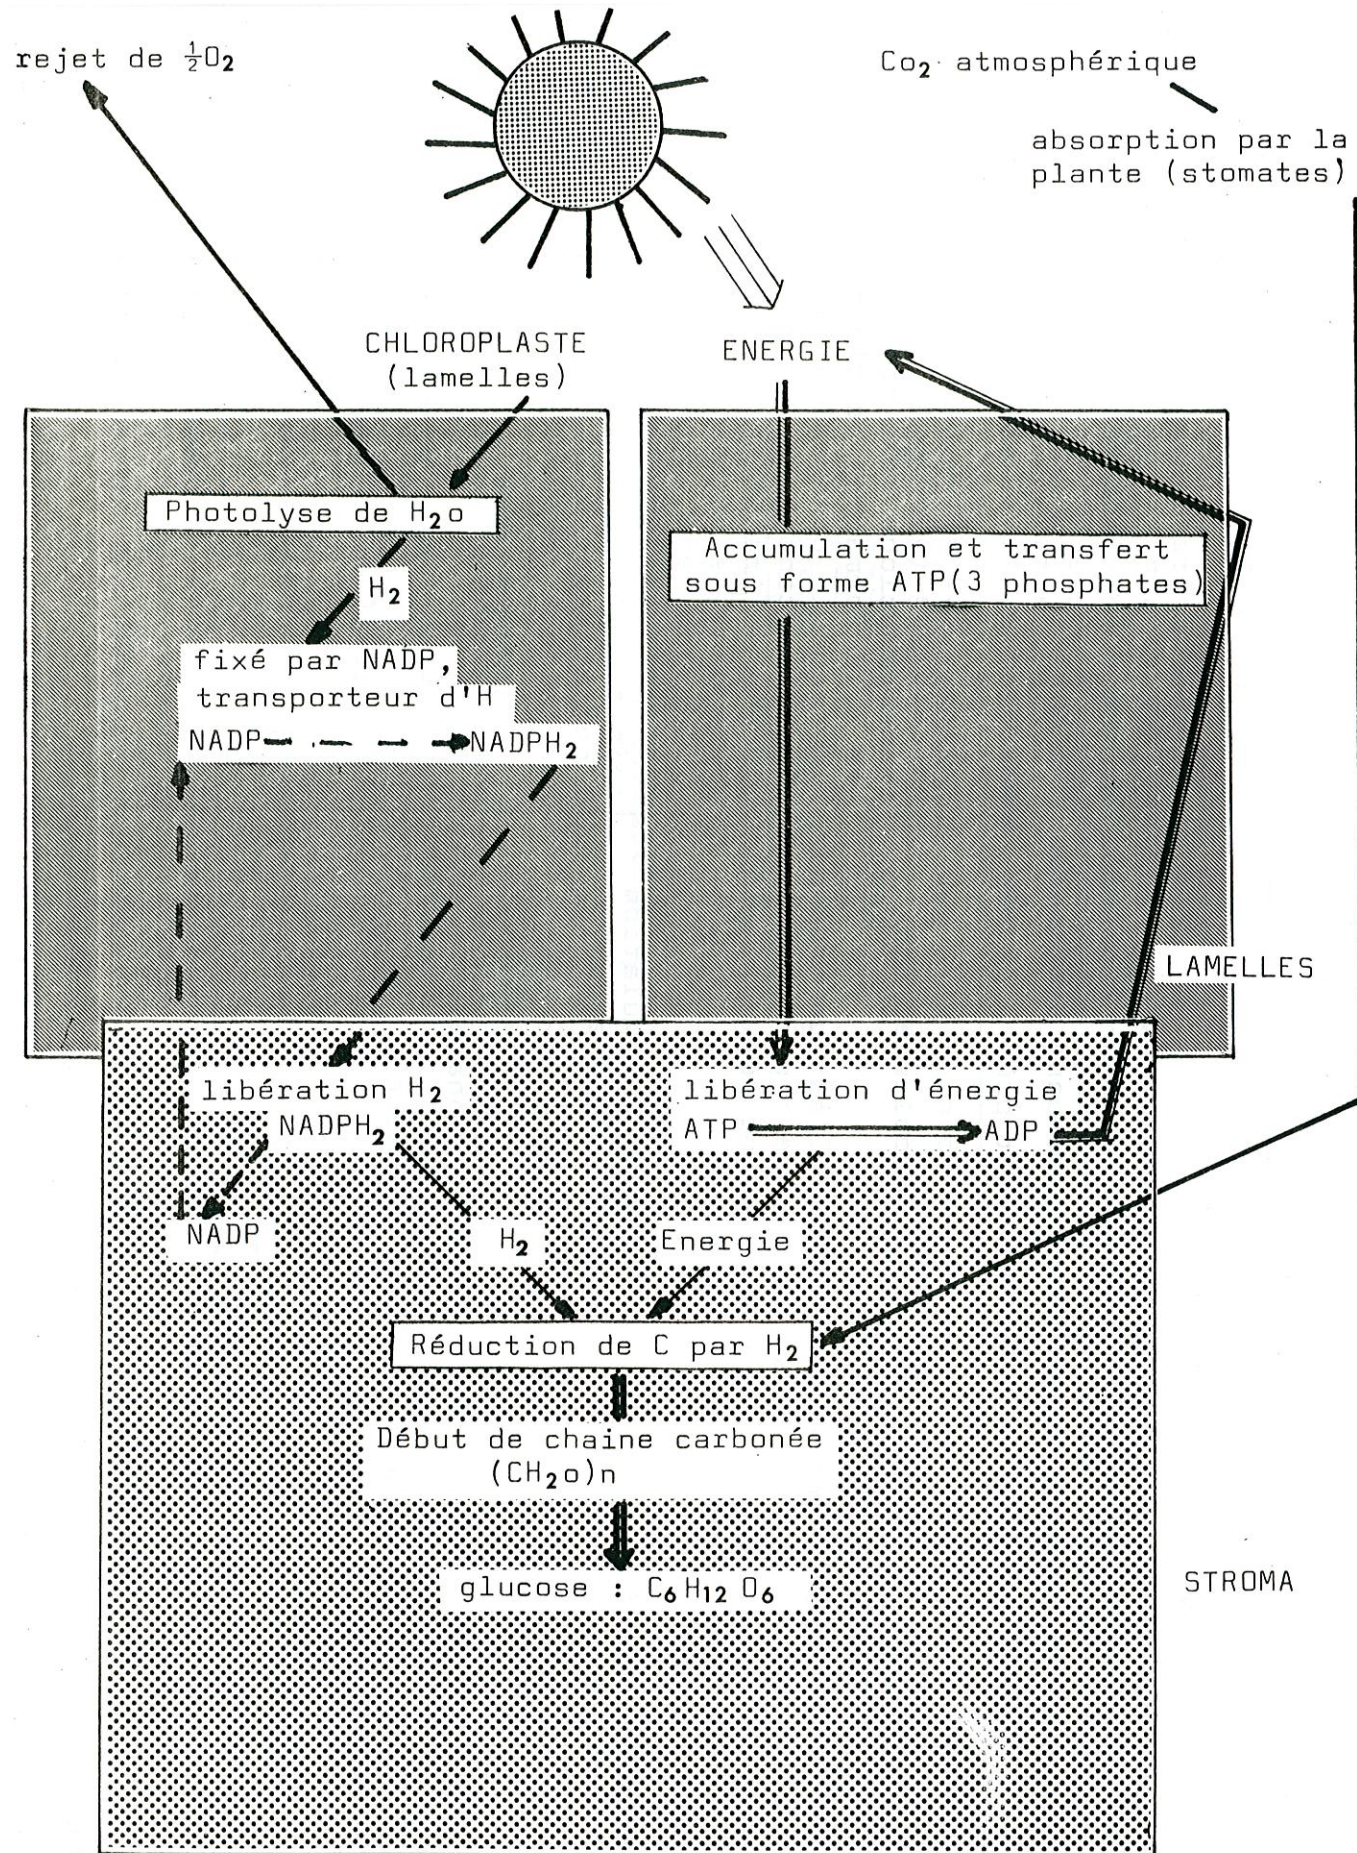 rejet de ½O₂
Co₂ atmosphérique
absorption par la
plante (stomates)
CHLOROPLASTE
(lamelles)
ENERGIE
Photolyse de H₂o
H₂
fixé par NADP,
transporteur d'H
NADP NADPH₂
Accumulation et transfert
sous forme ATP(3 phosphates)
LAMELLES
libération H₂
NADPH₂
NADP
libération d'énergie
ATP ADP
H₂
Energie
Réduction de C par H₂
Début de chaine carbonée
(CH₂o)n
glucose : C₆H₁₂O₆
STROMA